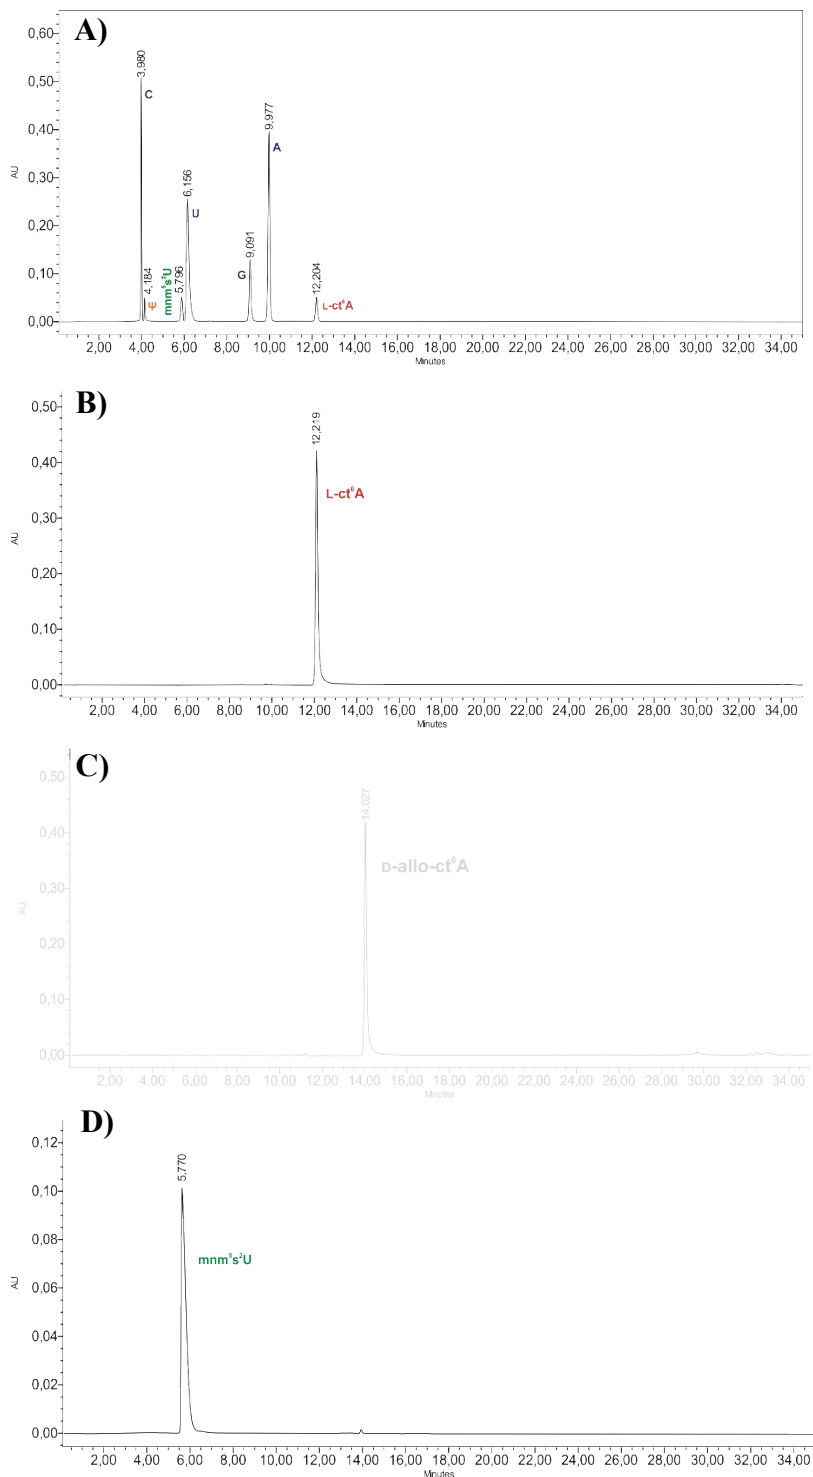 A)
0,60
0,50
0,40
0,30
0,20
0,10
0,00
AU
3,980
C
4,184
Ψ
mnm⁵s²U
5,796
6,156
U
G
9,091
9,977
A
12,204
L-ct⁶A
2,00 4,00 6,00 8,00 10,00 12,00 14,00 16,00 18,00 20,00 22,00 24,00 26,00 28,00 30,00 32,00 34,00
Minutes
B)
0,50
0,40
0,30
0,20
0,10
0,00
AU
12,219
L-ct⁶A
2,00 4,00 6,00 8,00 10,00 12,00 14,00 16,00 18,00 20,00 22,00 24,00 26,00 28,00 30,00 32,00 34,00
Minutes
C)
0,50
0,40
0,30
0,20
0,10
0,00
AU
14,027
D-allo-ct⁶A
2,00 4,00 6,00 8,00 10,00 12,00 14,00 16,00 18,00 20,00 22,00 24,00 26,00 28,00 30,00 32,00 34,00
Minutes
D)
0,12
0,10
0,08
0,06
0,04
0,02
0,00
AU
5,770
mnm⁵s²U
2,00 4,00 6,00 8,00 10,00 12,00 14,00 16,00 18,00 20,00 22,00 24,00 26,00 28,00 30,00 32,00 34,00
Minutes